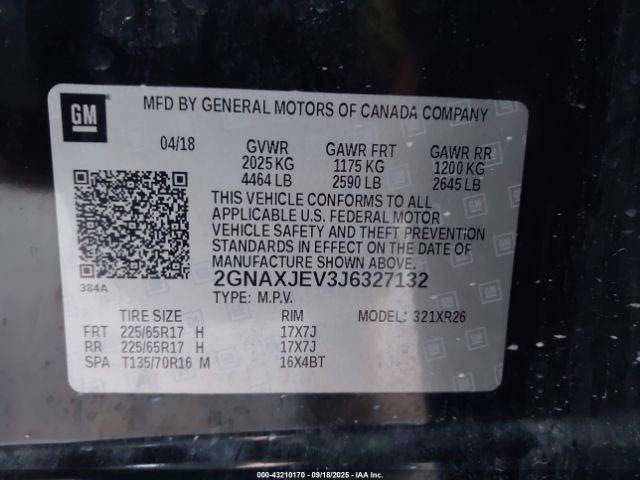 GM
MFD BY GENERAL MOTORS OF CANADA COMPANY
04/18 GVWR GAWR FRT GAWR RR
2025 KG 1175 KG 1200 KG
4464 LB 2590 LB 2645 LB
THIS VEHICLE CONFORMS TO ALL
APPLICABLE U.S. FEDERAL MOTOR
VEHICLE SAFETY AND THEFT PREVENTION
STANDARDS IN EFFECT ON THE DATE OF
MANUFACTURE SHOWN ABOVE.
384A
2GNAXJEV3J6327132
TYPE: M.P.V.
TIRE SIZE RIM MODEL: 321XR26
FRT 225/65R17 H 17X7J
RR 225/65R17 H 17X7J
SPA T135/70R16 M 16X4BT
000-43210170 - 09/18/2025 - IAAI.COM